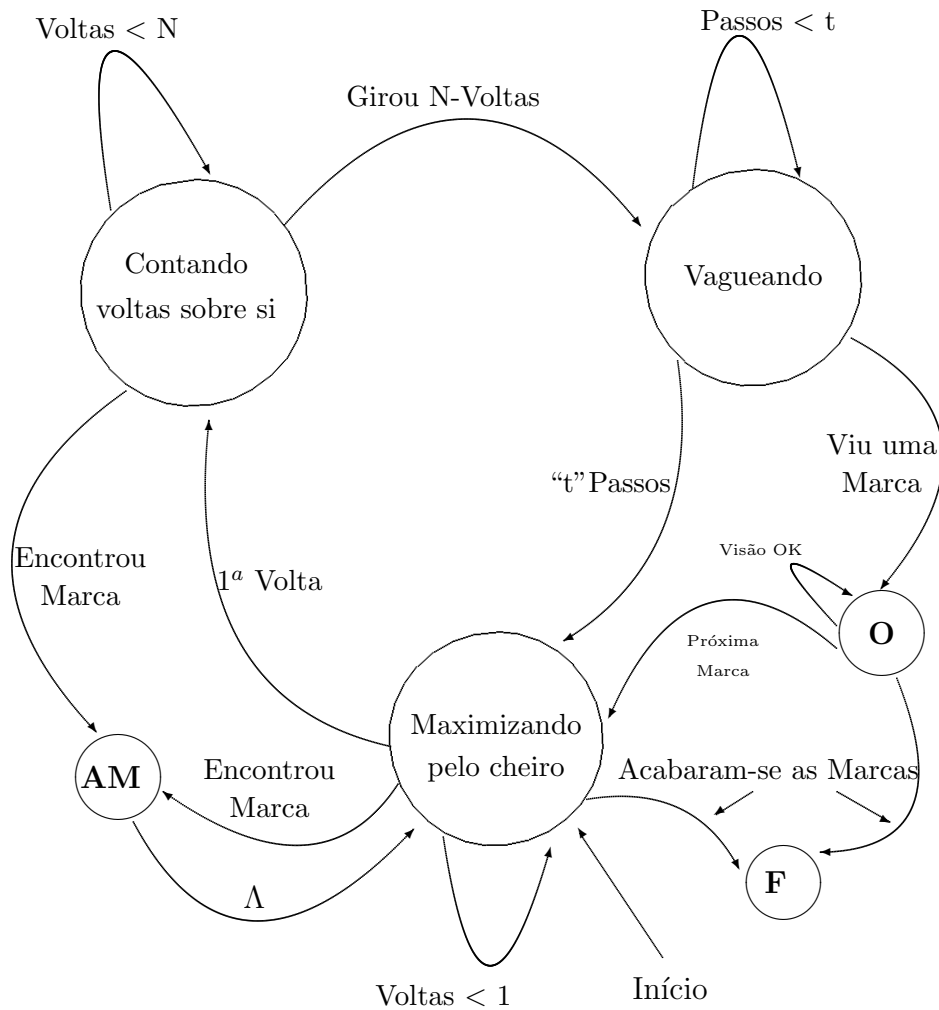 Voltas < N
Passos < t
Girou N-Voltas
Contando
voltas sobre si
Vagueando
Viu uma
Marca
“t”Passos
Visão OK
Encontrou
Marca
1ª Volta
O
Próxima
Marca
Maximizando
pelo cheiro
AM
Encontrou
Marca
Acabaram-se as Marcas
F
Λ
Voltas < 1
Início